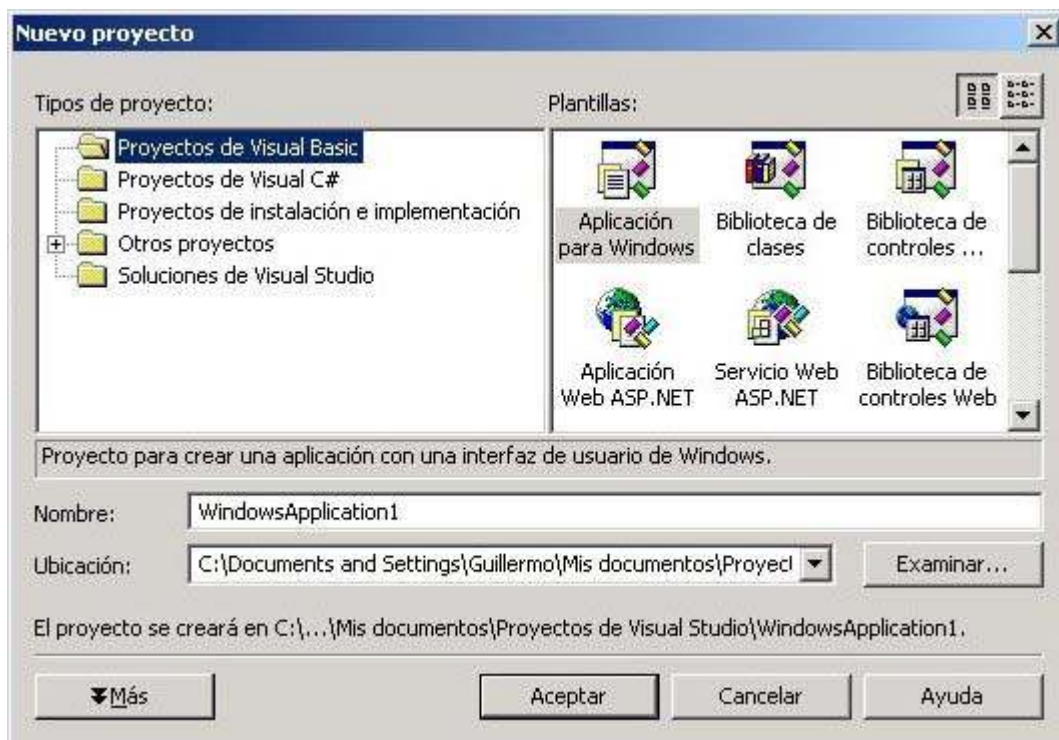 Nuevo proyecto
Tipos de proyecto:
Plantillas:
Proyectos de Visual Basic
Proyectos de Visual C#
Proyectos de instalación e implementación
Otros proyectos
Soluciones de Visual Studio
Aplicación
para Windows
Biblioteca de
clases
Biblioteca de
controles ...
Aplicación
Web ASP.NET
Servicio Web
ASP.NET
Biblioteca de
controles Web
Proyecto para crear una aplicación con una interfaz de usuario de Windows.
Nombre:
WindowsApplication1
Ubicación:
C:\Documents and Settings\Guillermo\Mis documentos\Proyect
Examinar...
El proyecto se creará en C:\...\Mis documentos\Proyectos de Visual Studio\WindowsApplication1.
Más
Aceptar
Cancelar
Ayuda